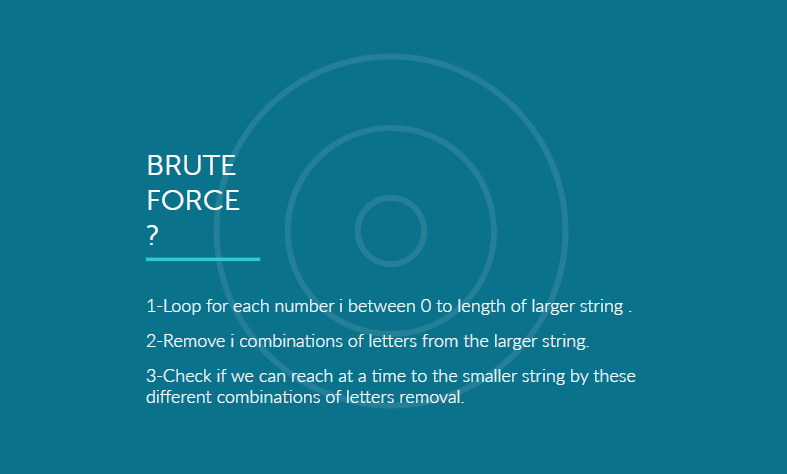 BRUTE
FORCE
?
1-Loop for each number i between 0 to length of larger string .
2-Remove i combinations of letters from the larger string.
3-Check if we can reach at a time to the smaller string by these
different combinations of letters removal.